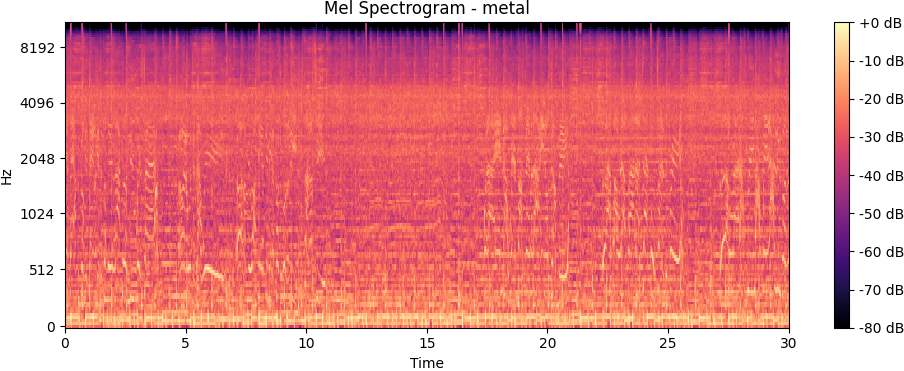 Mel Spectrogram - metal
Hz
8192
4096
2048
1024
512
0
0 5 10 15 20 25 30
Time
+0 dB
-10 dB
-20 dB
-30 dB
-40 dB
-50 dB
-60 dB
-70 dB
-80 dB